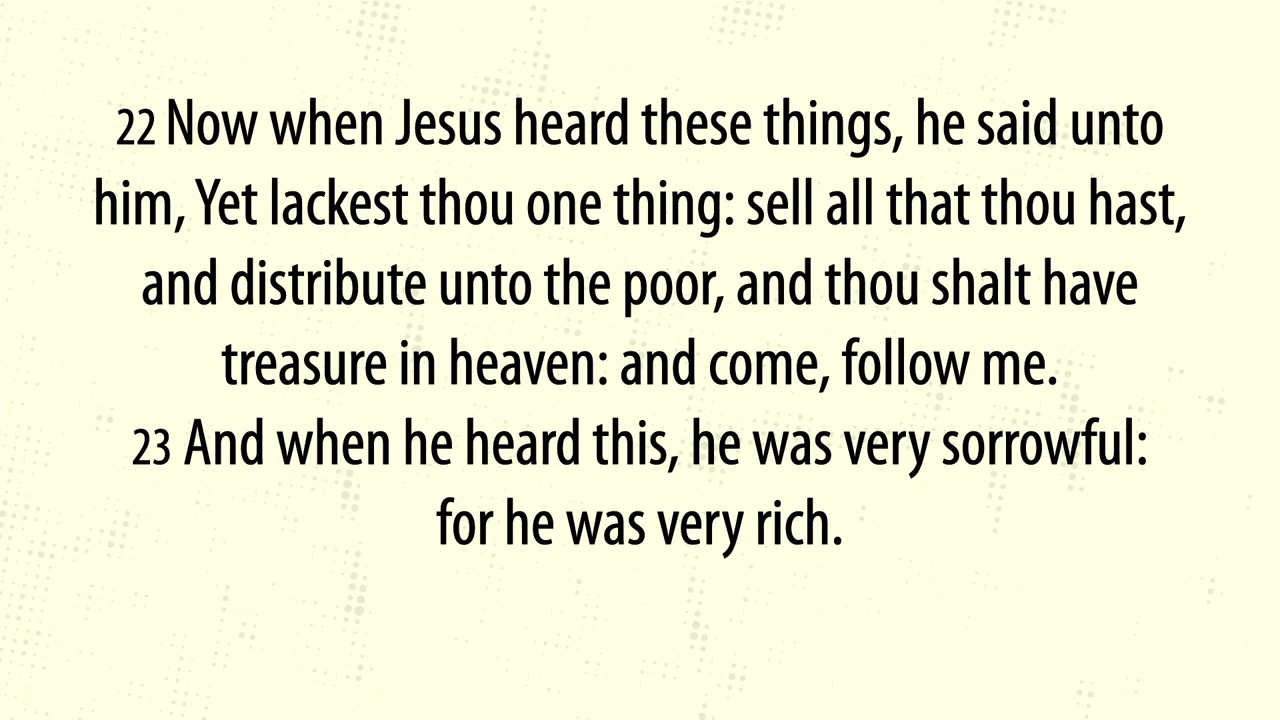 22 Now when Jesus heard these things, he said unto
him, Yet lackest thou one thing: sell all that thou hast,
and distribute unto the poor, and thou shalt have
treasure in heaven: and come, follow me.
23 And when he heard this, he was very sorrowful:
for he was very rich.